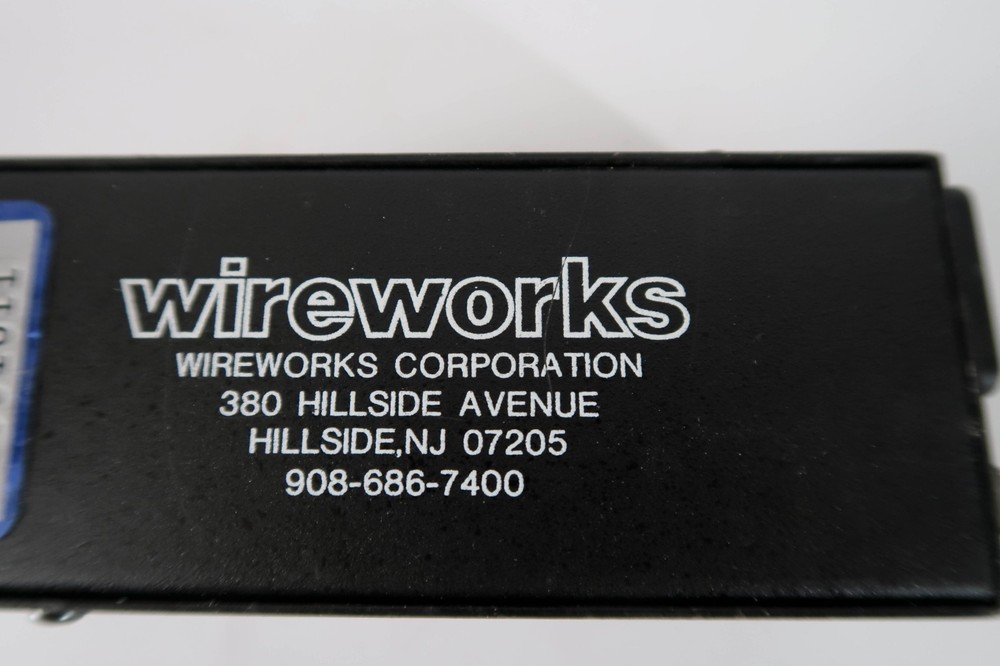 wireworks
WIREWORKS CORPORATION
380 HILLSIDE AVENUE
HILLSIDE,NJ 07205
908-686-7400